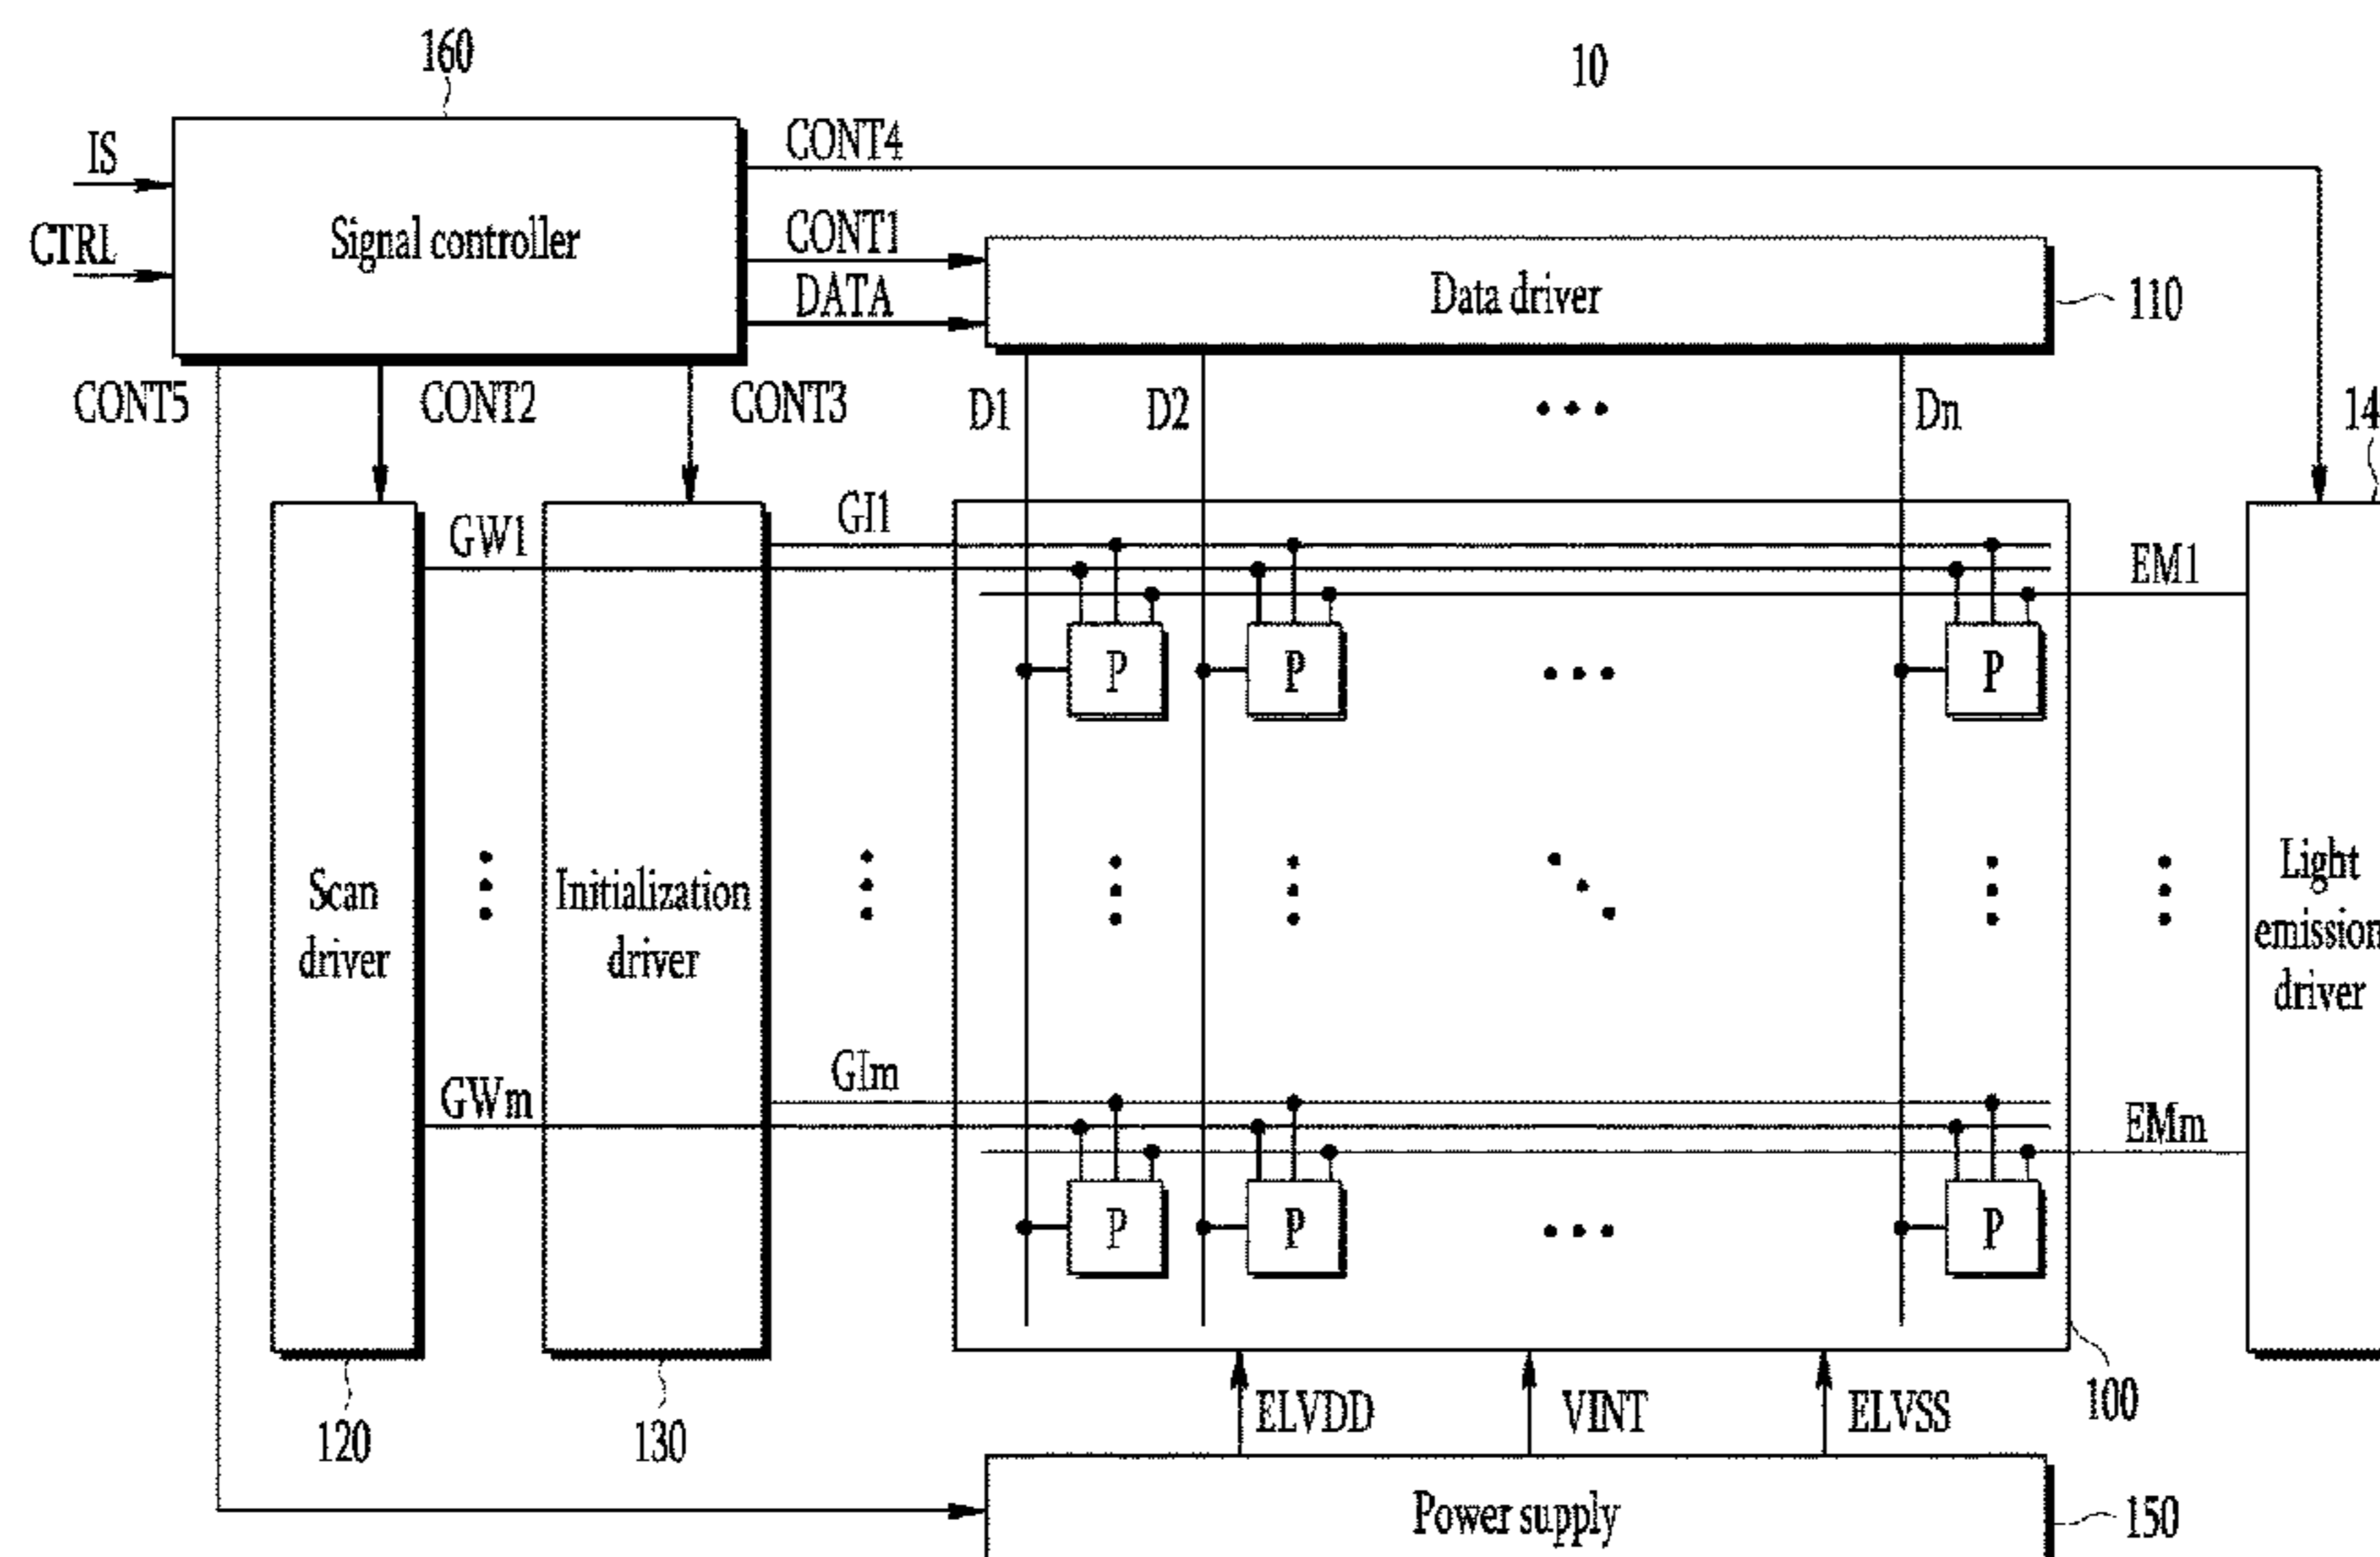 160
10
IS
CONT4
CTRL
Signal controller
CONT1
DATA
Data driver
110
CONT5
CONT2
CONT3
D1
D2
Dn
14
GW1
GI1
EM1
P
P
P
Scan
driver
Initialization
driver
Light
emission
driver
GWm
GIm
EMm
P
P
P
120
130
ELVDD
VINT
ELVSS
100
Power supply
150